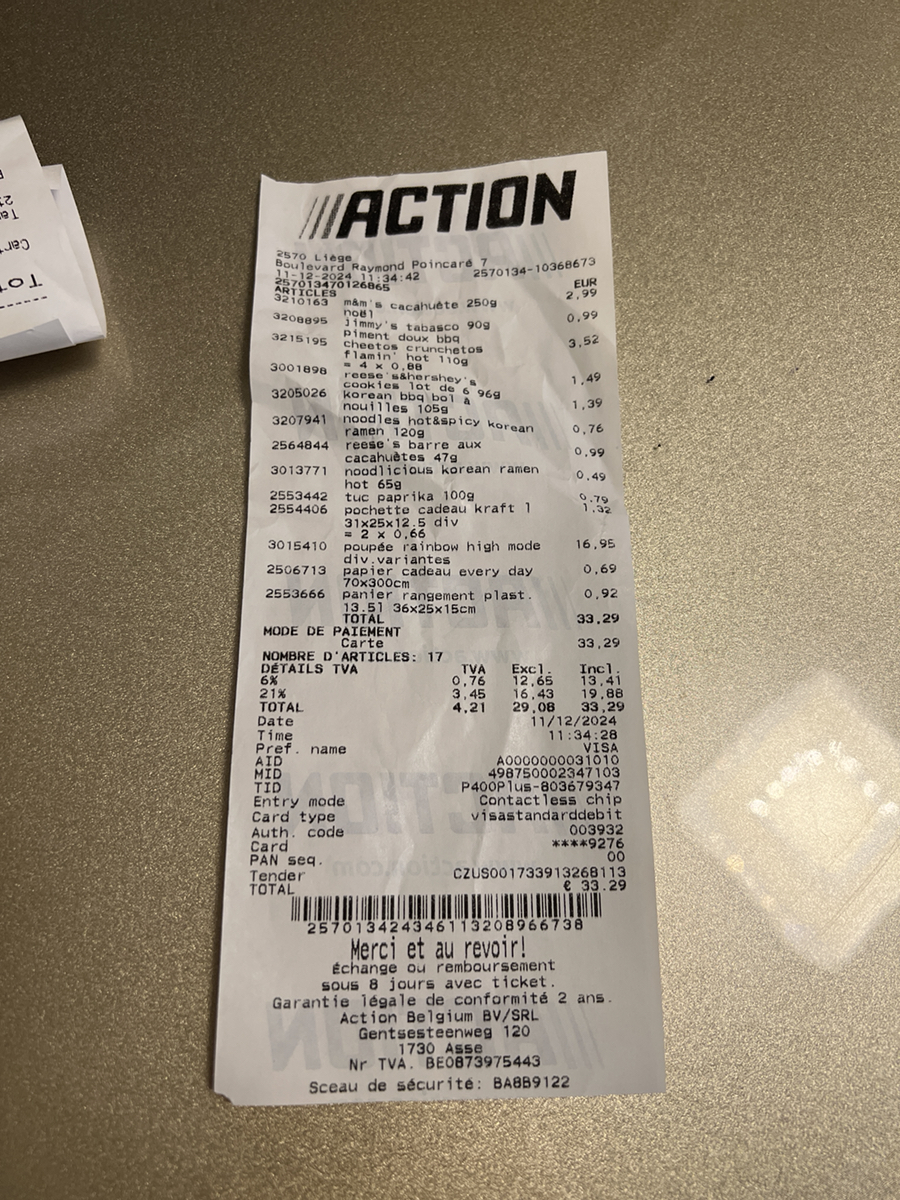 ///ACTION
2570 Liège
Boulevard Raymond Poincaré 7
11-12-2024 11:34:42 2570134-10368673
257013470126865 EUR
ARTICLES
3210163 m&m's cacahuète 250g 2,99
noël
3208895 jimmy's tabasco 90g 0,99
piment doux bbq
3215195 cheetos crunchetos 3,52
flamin' hot 110g
= 4 x 0,88
3001898 reese's&hershey's 1,49
cookies lot de 6 96g
3205026 korean bbq bol à 1,39
nouilles 105g
3207941 noodles hot&spicy korean 0,76
ramen 120g
2564844 reese's barre aux 0,99
cacahuètes 47g
3013771 noodlicious korean ramen 0,49
hot 65g
2553442 tuc paprika 100g 0,79
2554406 pochette cadeau kraft l 1,32
31x25x12.5 div
= 2 x 0,66
3015410 poupée rainbow high mode 16,95
div.variantes
2506713 papier cadeau every day 0,69
70x300cm
2553666 panier rangement plast. 0,92
13.5l 36x25x15cm
TOTAL 33,29
MODE DE PAIEMENT
Carte 33,29
NOMBRE D'ARTICLES: 17
DÉTAILS TVA TVA Excl. Incl.
6% 0,76 12,65 13,41
21% 3,45 16,43 19,88
TOTAL 4,21 29,08 33,29
Date 11/12/2024
Time 11:34:28
Pref. name VISA
AID A0000000031010
MID 498750002347103
TID P400Plus-803679347
Entry mode Contactless chip
Card type visastandarddebit
Auth. code 003932
Card ****9276
PAN seq. 00
Tender CZUS001733913268113
TOTAL € 33.29
257013424346113208966738
Merci et au revoir!
échange ou remboursement
sous 8 jours avec ticket.
Garantie légale de conformité 2 ans.
Action Belgium BV/SRL
Gentsesteenweg 120
1730 Asse
Nr TVA. BE0873975443
Sceau de sécurité: BA8B9122